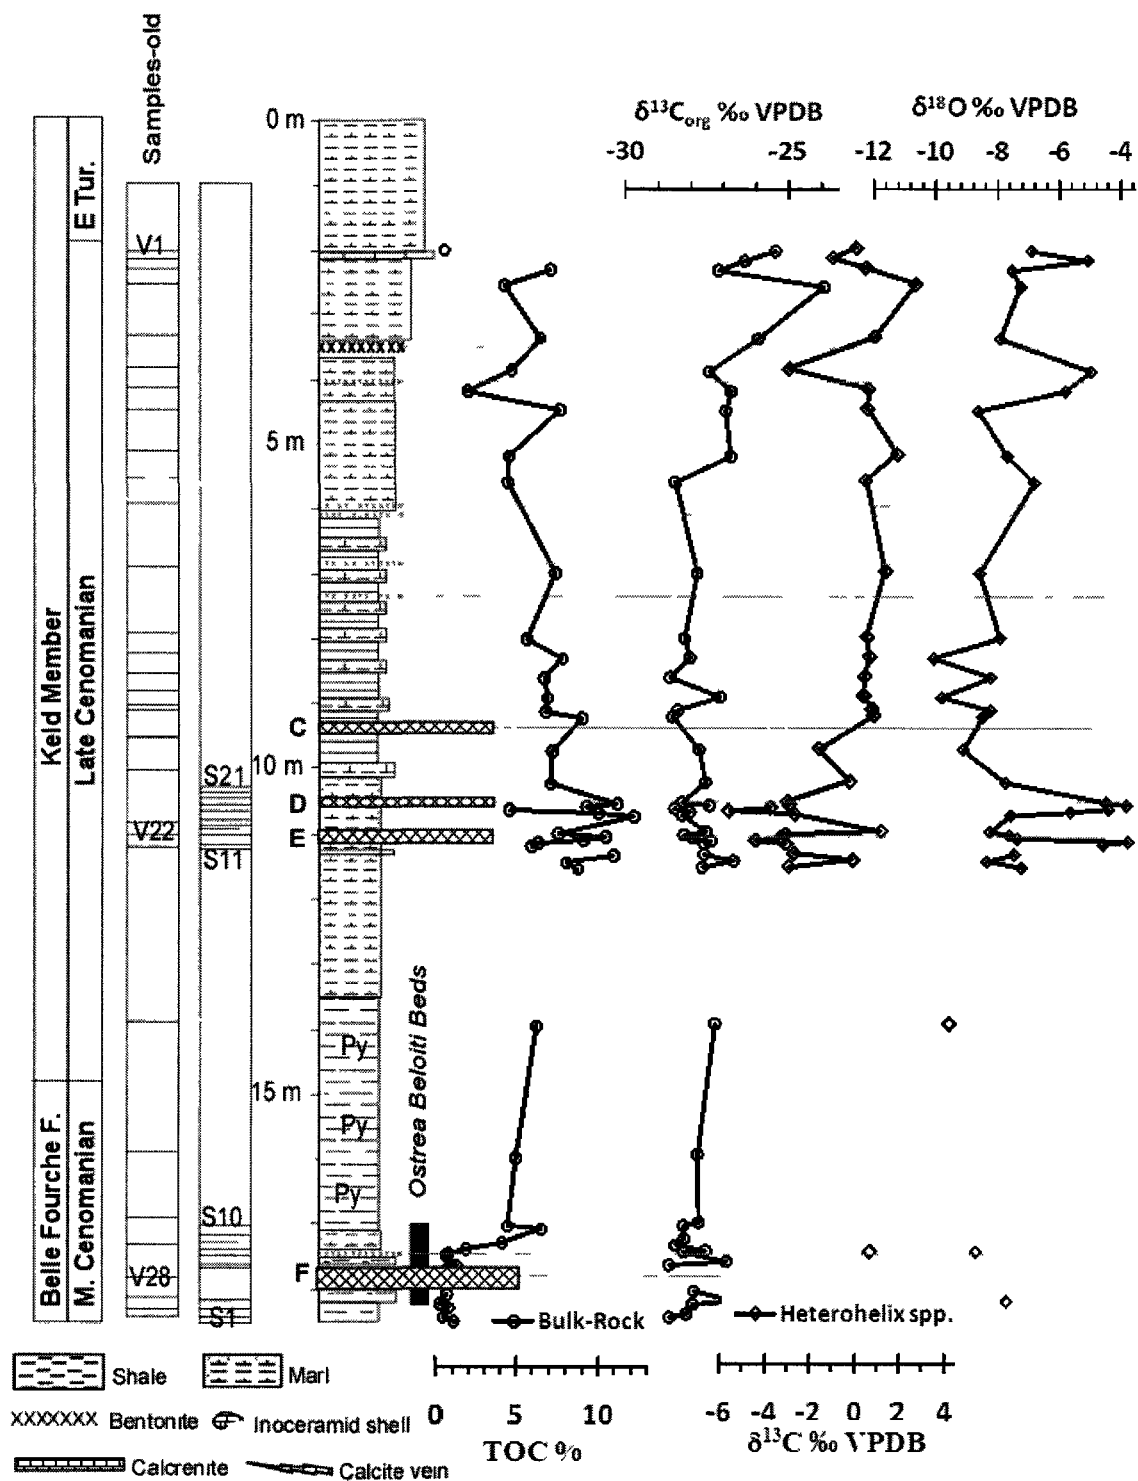 Samples-old
δ13Corg ‰ VPDB
δ18O ‰ VPDB
-30 -25 -12 -10 -8 -6 -4
0 m
E Tur.
V1
5 m
Keld Member
Late Cenomanian
C
10 m
S21
D
V22
E
S11
Ostrea Beloiti Beds
Py
15 m
Py
Belle Fourche F.
M. Cenomanian
Py
S10
F
V28
S1
Bulk-Rock
Heterohelix spp.
Shale
Marl
Bentonite
Inoceramid shell
Calcrenite
Calcite vein
0 5 10
TOC %
-6 -4 -2 0 2 4
δ13C ‰ VPDB